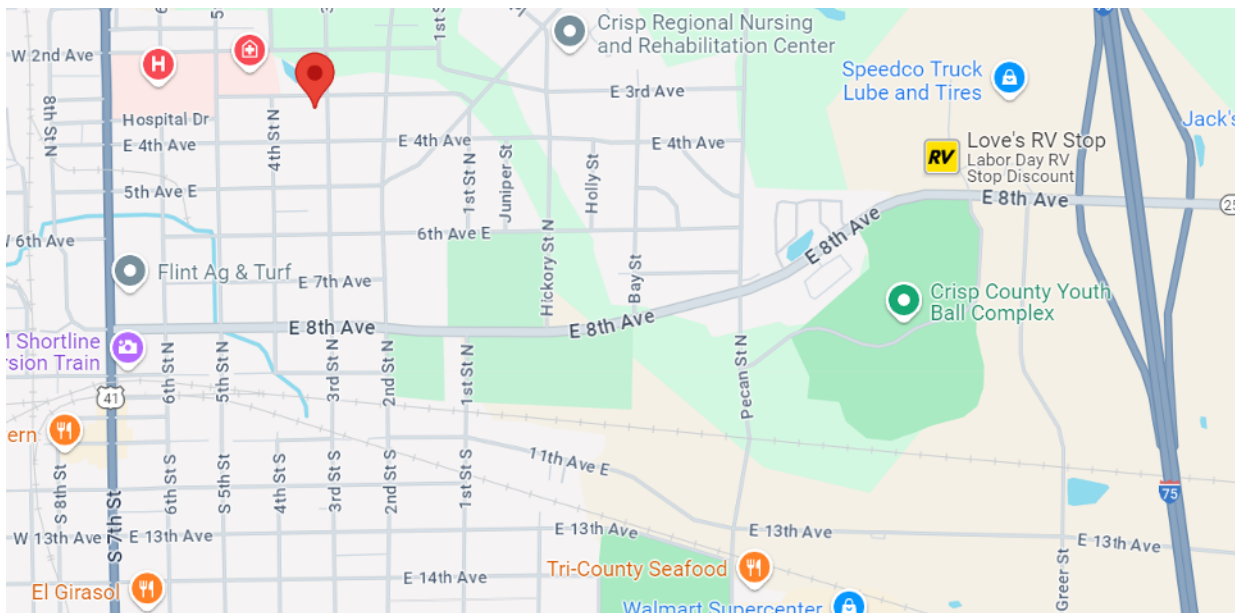 Crisp Regional Nursing
and Rehabilitation Center
W 2nd Ave
H
Speedco Truck
Lube and Tires
8th St N
Hospital Dr
4th St N
E 3rd Ave
Jack's
E 4th Ave
E 4th Ave
E 4th Ave
RV
Love's RV Stop
Labor Day RV
Stop Discount
5th Ave E
1st St N
Juniper St
Holly St
E 8th Ave
W 6th Ave
6th Ave E
E 8th Ave
Flint Ag & Turf
E 7th Ave
Hickory St N
Bay St
Crisp County Youth
Ball Complex
E 8th Ave
E 8th Ave
M Shortline
rsion Train
6th St N
5th St N
3rd St N
2nd St N
1st St N
Pecan St N
41
ern
S 8th St
6th St S
S 5th St
4th St S
3rd St S
2nd St S
1st St S
11th Ave E
75
S 7th St
W 13th Ave
E 13th Ave
E 13th Ave
E 13th Ave
E 13th Ave
Greer St
El Girasol
E 14th Ave
Tri-County Seafood
Walmart Supercenter